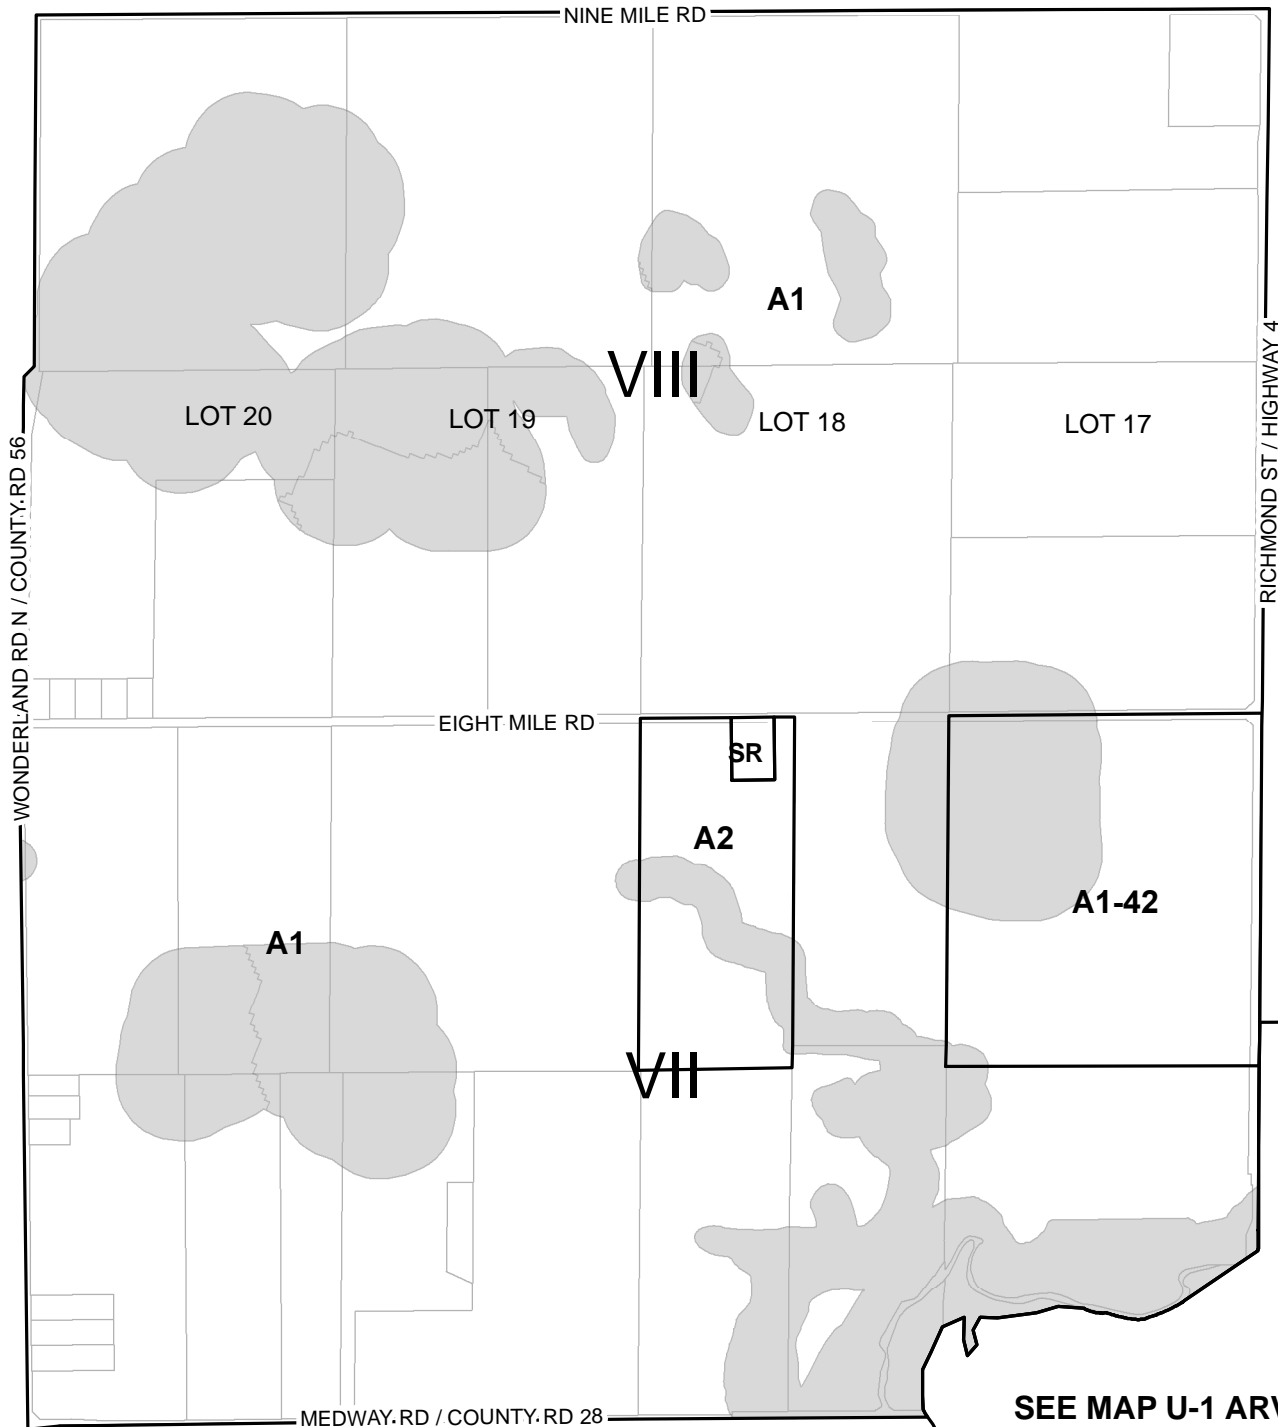 NINE MILE RD
A1
RICHMOND ST / HIGHWAY 4
VIII
LOT 20
LOT 19
LOT 18
LOT 17
WONDERLAND RD N / COUNTY RD 56
EIGHT MILE RD
SR
A2
A1-42
A1
VII
SEE MAP U-1
MEDWAY RD / COUNTY RD 28